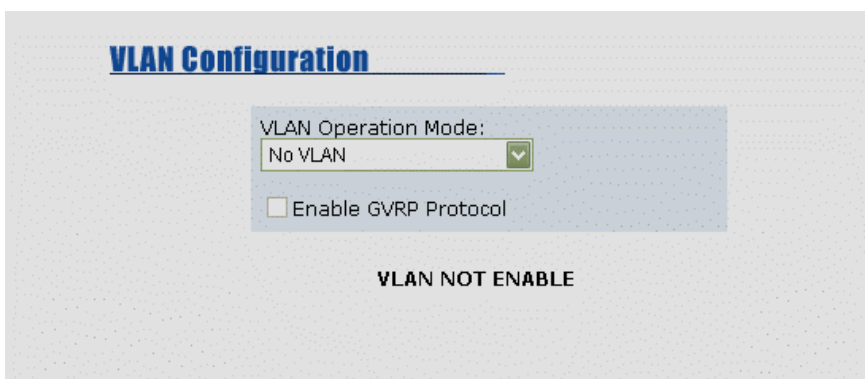 VLAN Configuration
VLAN Operation Mode:
No VLAN
Enable GVRP Protocol
VLAN NOT ENABLE